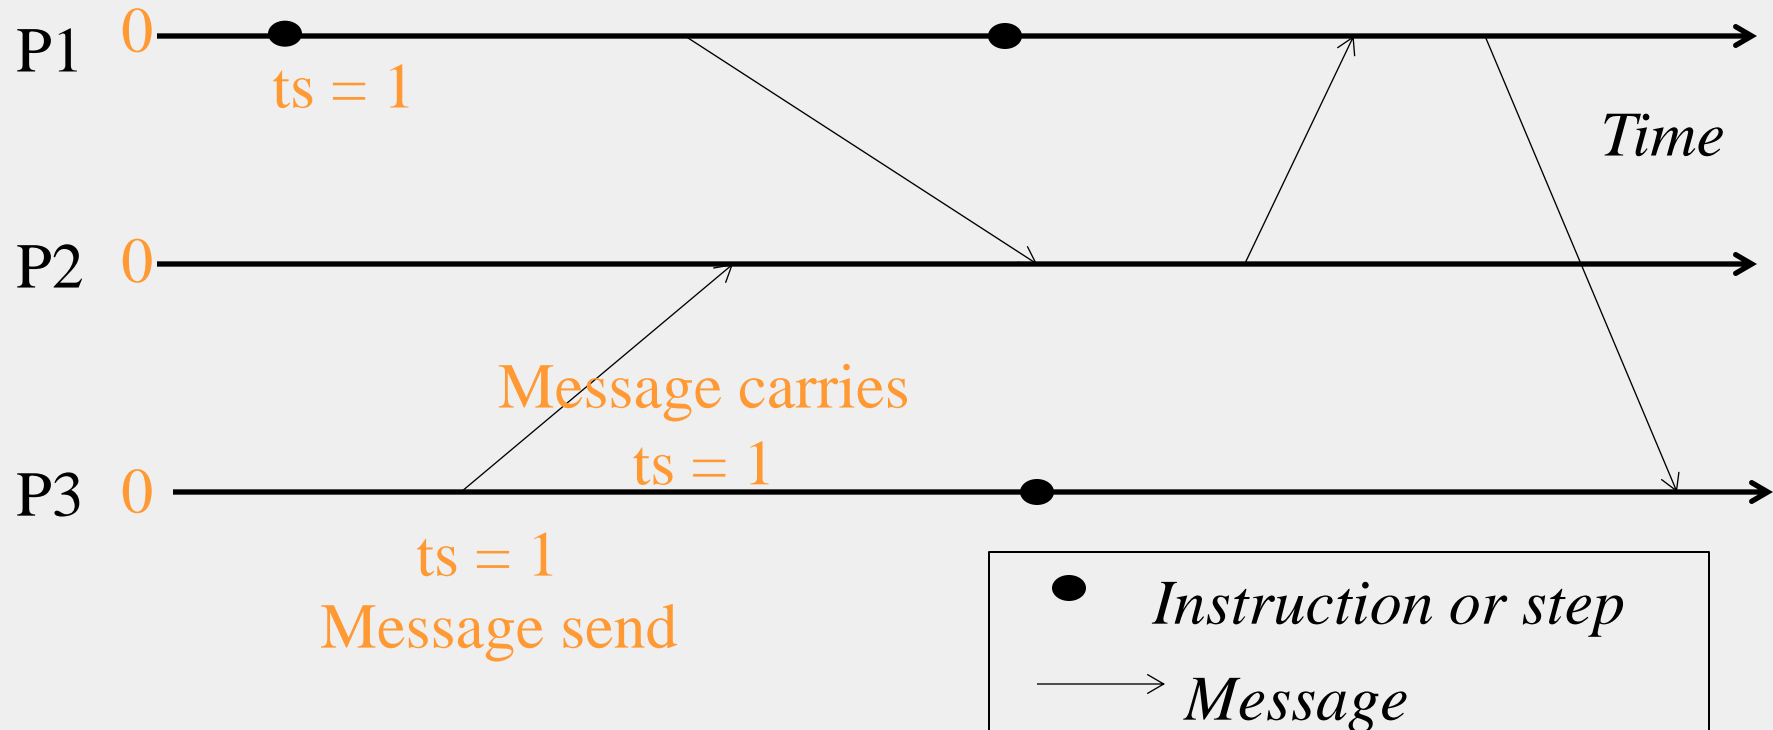 P1 0
ts = 1
Time
P2 0
Message carries
ts = 1
P3 0
ts = 1
Message send
Instruction or step
Message